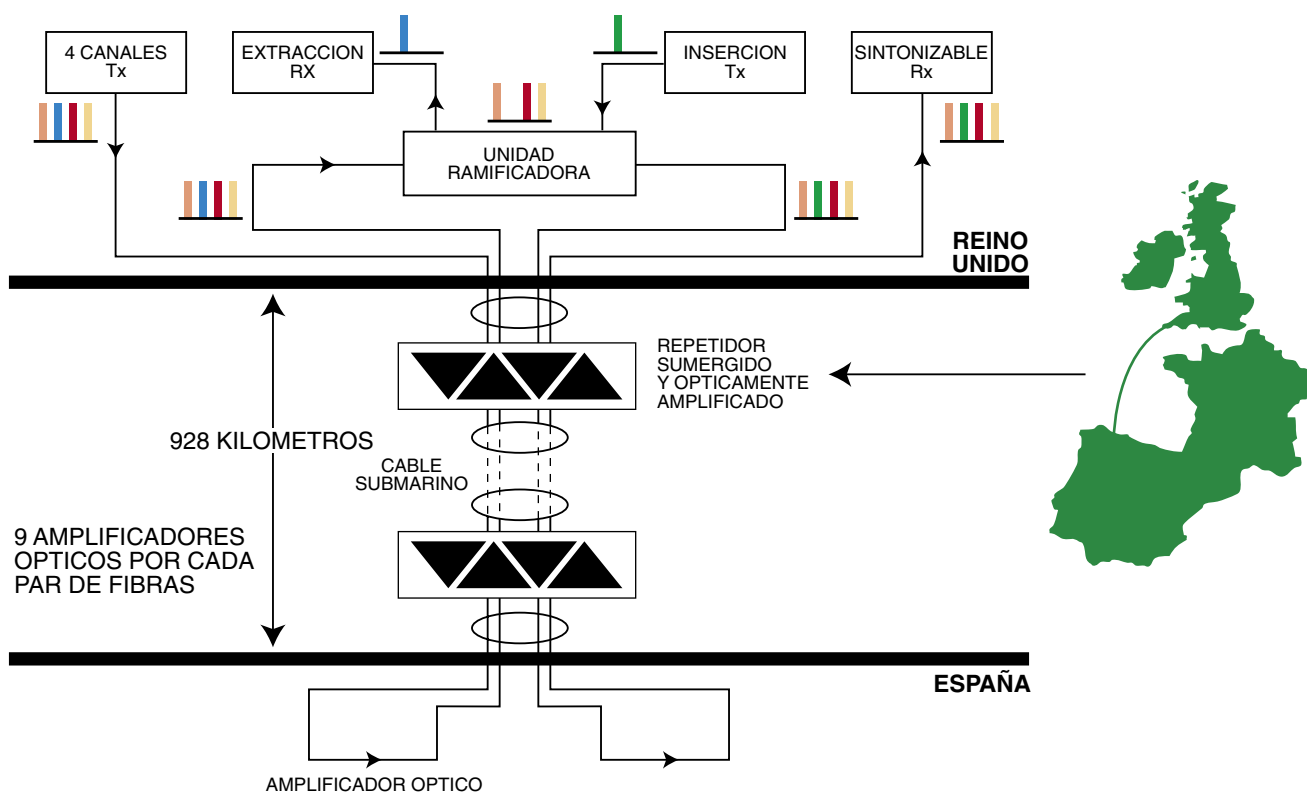 4 CANALES
Tx
EXTRACCION
RX
INSERCION
Tx
SINTONIZABLE
Rx
UNIDAD
RAMIFICADORA
REINO
UNIDO
REPETIDOR
SUMERGIDO
Y OPTICAMENTE
AMPLIFICADO
928 KILOMETROS
CABLE
SUBMARINO
9 AMPLIFICADORES
OPTICOS POR CADA
PAR DE FIBRAS
ESPAÑA
AMPLIFICADOR OPTICO